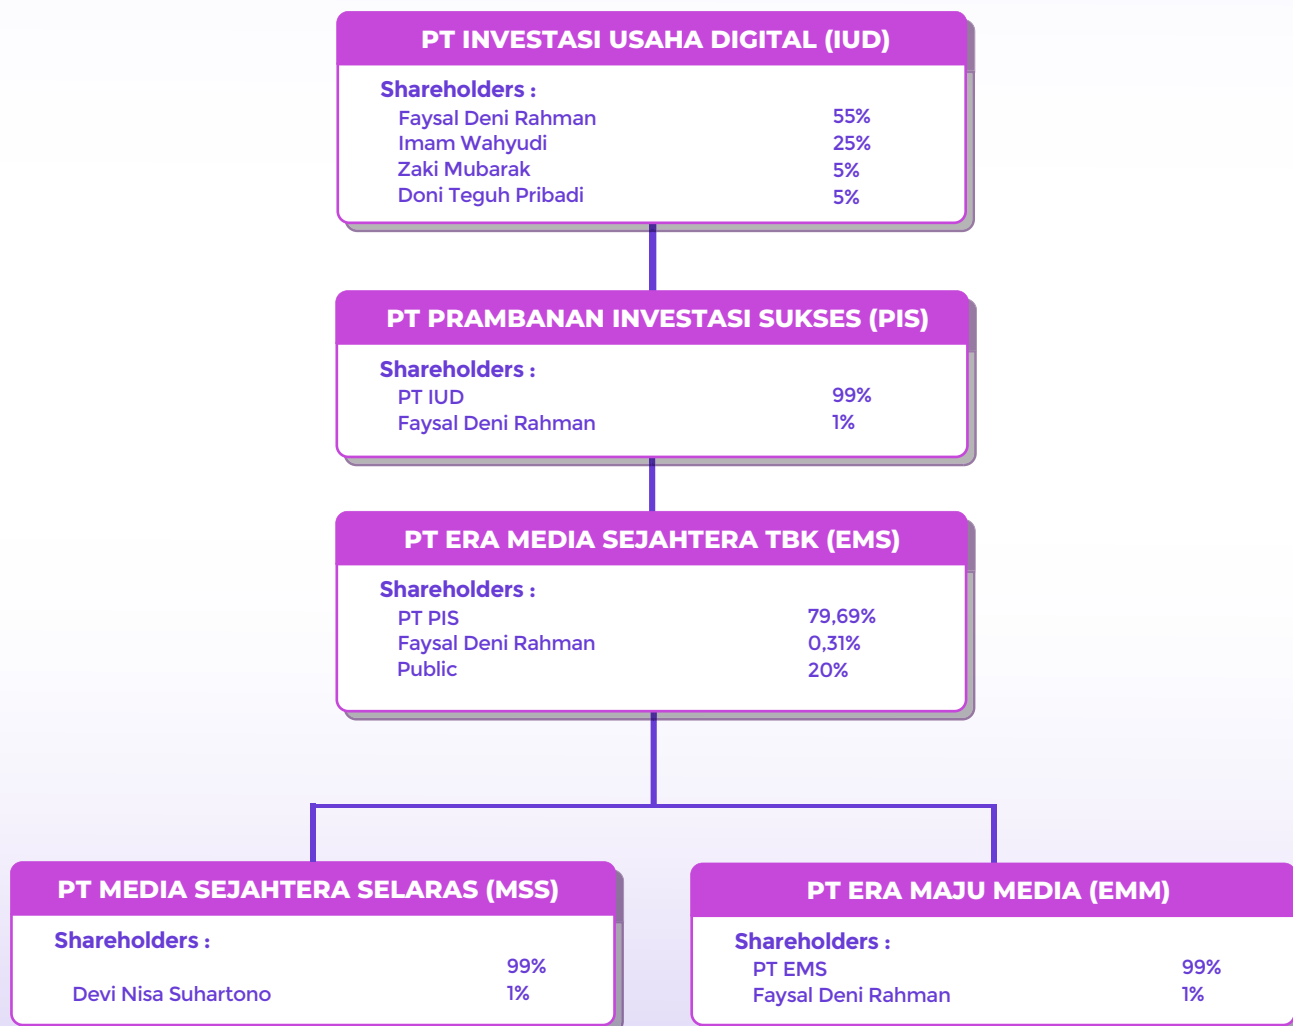 PT INVESTASI USAHA DIGITAL (IUD)
Shareholders :
Faysal Deni Rahman 55%
Imam Wahyudi 25%
Zaki Mubarak 5%
Doni Teguh Pribadi 5%
PT PRAMBANAN INVESTASI SUKSES (PIS)
Shareholders :
PT IUD 99%
Faysal Deni Rahman 1%
PT ERA MEDIA SEJAHTERA TBK (EMS)
Shareholders :
PT PIS 79,69%
Faysal Deni Rahman 0,31%
Public 20%
PT MEDIA SEJAHTERA SELARAS (MSS)
Shareholders :
99%
Devi Nisa Suhartono 1%
PT ERA MAJU MEDIA (EMM)
Shareholders :
PT EMS 99%
Faysal Deni Rahman 1%